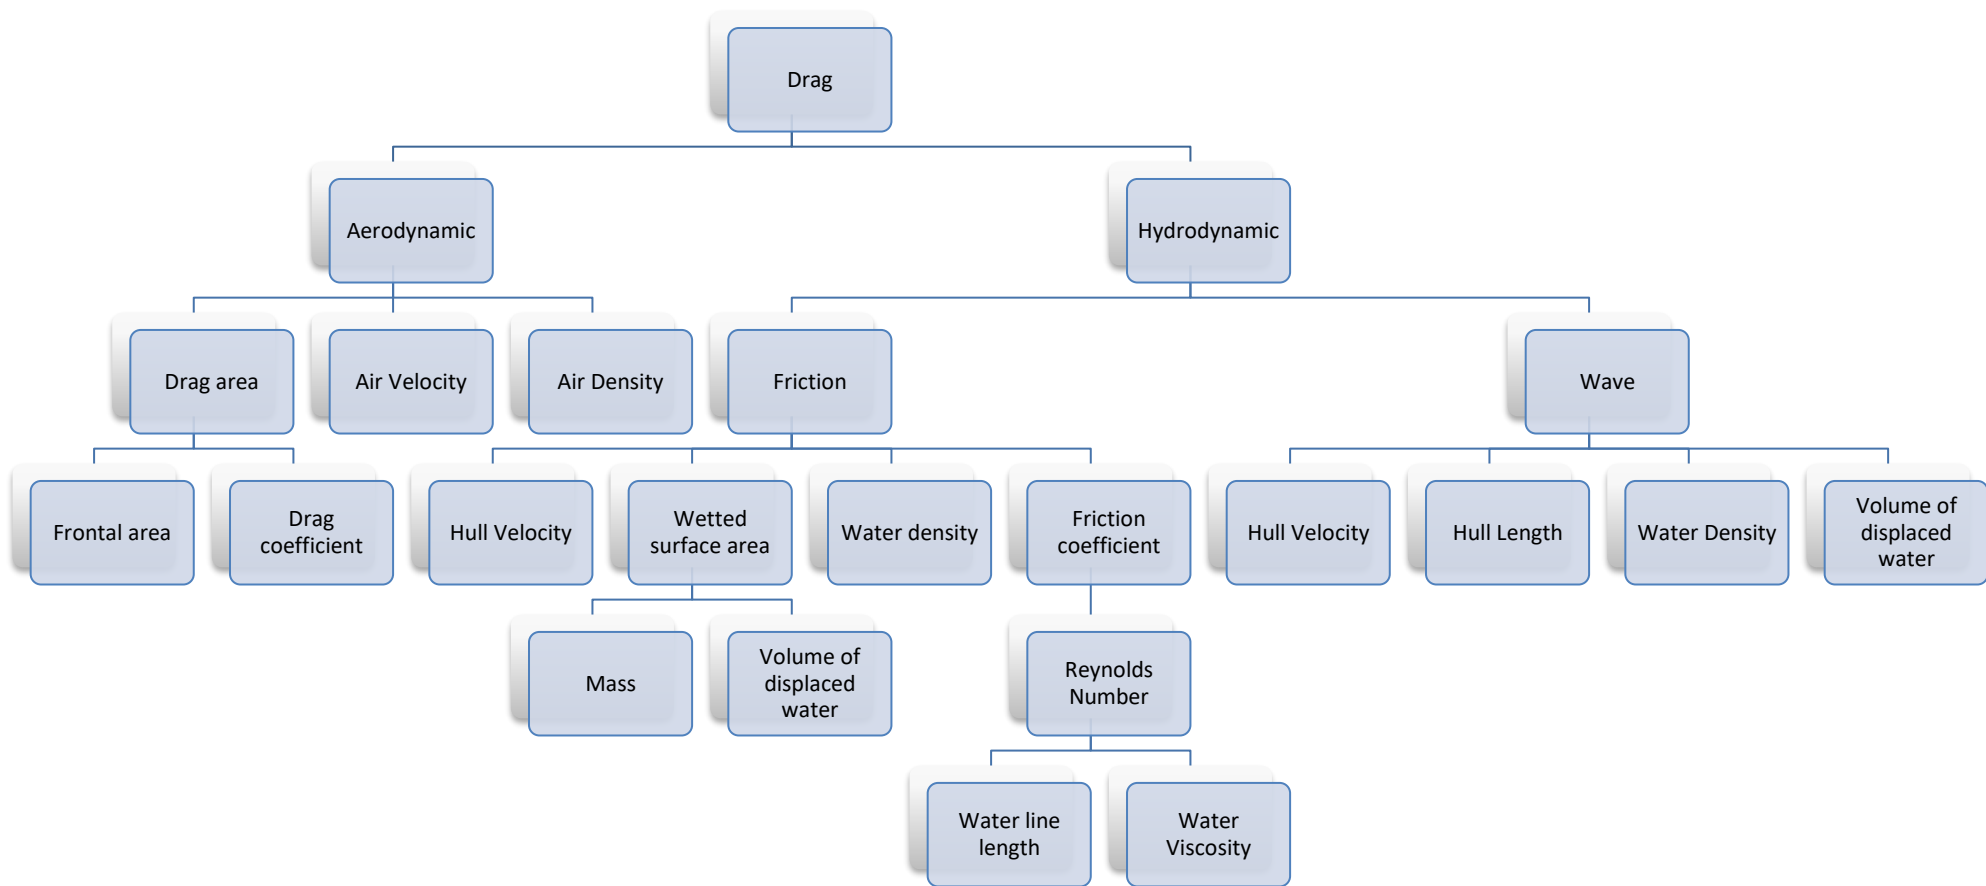 Drag
Aerodynamic
Hydrodynamic
Drag area
Air Velocity
Air Density
Friction
Wave
Frontal area
Drag
coefficient
Hull Velocity
Wetted
surface area
Water density
Friction
coefficient
Hull Velocity
Hull Length
Water Density
Volume of
displaced
water
Mass
Volume of
displaced
water
Reynolds
Number
Water line
length
Water
Viscosity